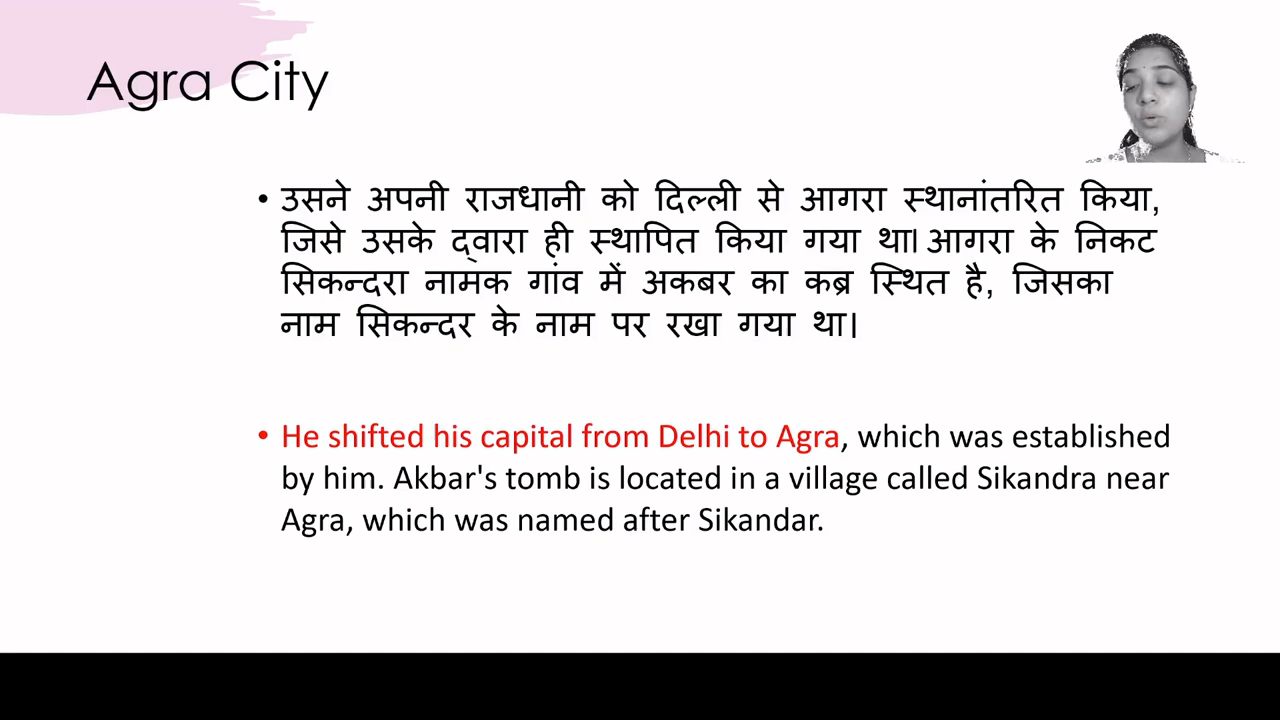 Agra City
• उसने अपनी राजधानी को दिल्ली से आगरा स्थानांतरित किया,
जिसे उसके द्वारा ही स्थापित किया गया था। आगरा के निकट
सिकन्दरा नामक गांव में अकबर का कब्र स्थित है, जिसका
नाम सिकन्दर के नाम पर रखा गया था।
• He shifted his capital from Delhi to Agra, which was established
by him. Akbar's tomb is located in a village called Sikandra near
Agra, which was named after Sikandar.